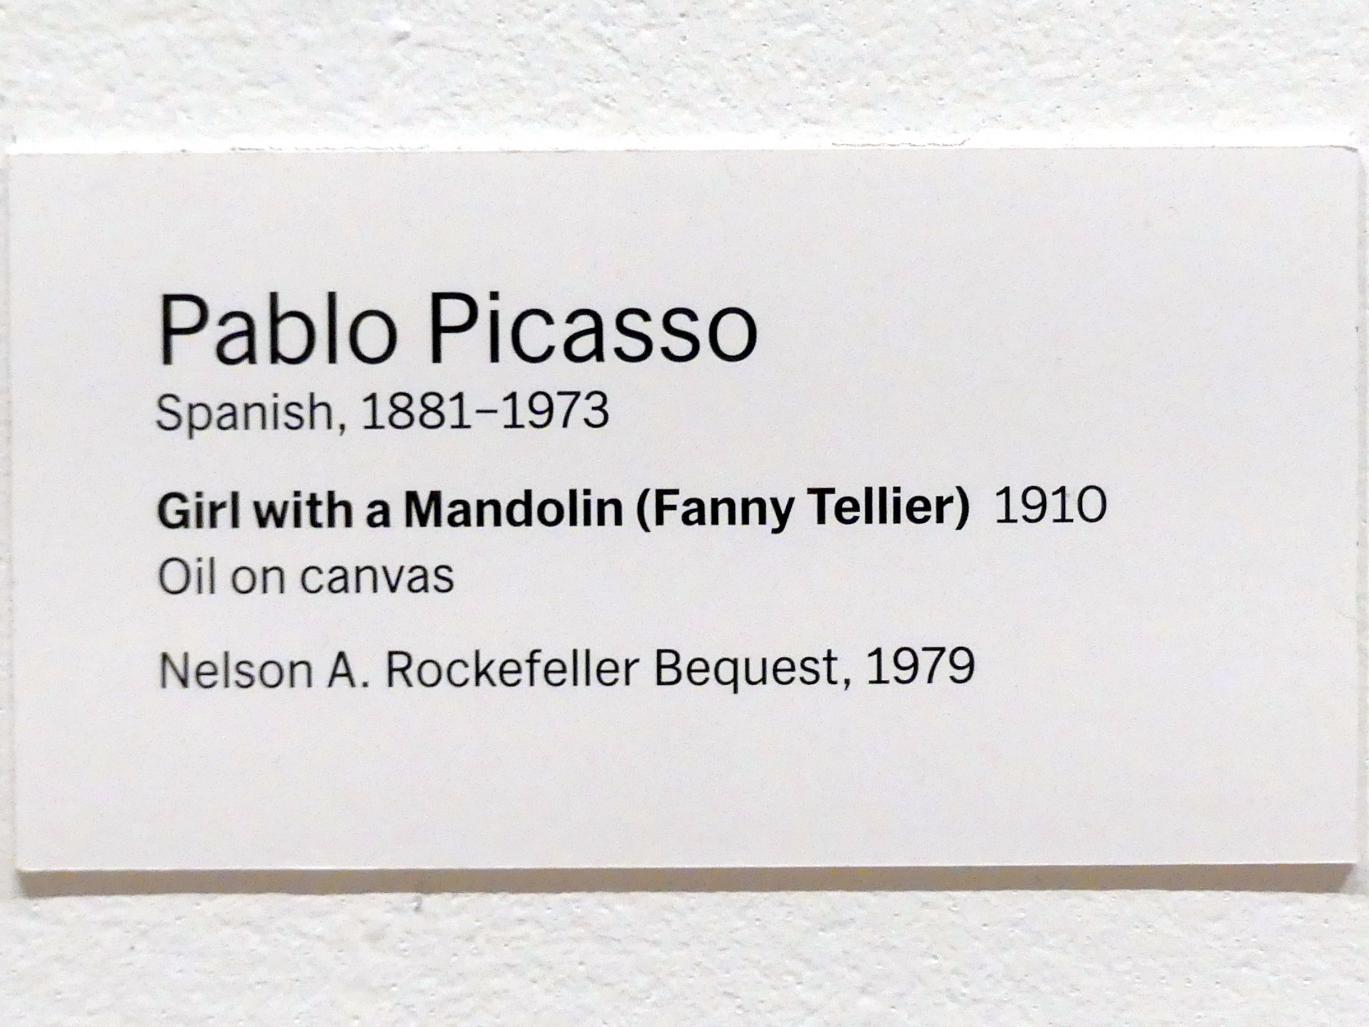 Pablo Picasso
Spanish, 1881–1973
Girl with a Mandolin (Fanny Tellier) 1910
Oil on canvas
Nelson A. Rockefeller Bequest, 1979